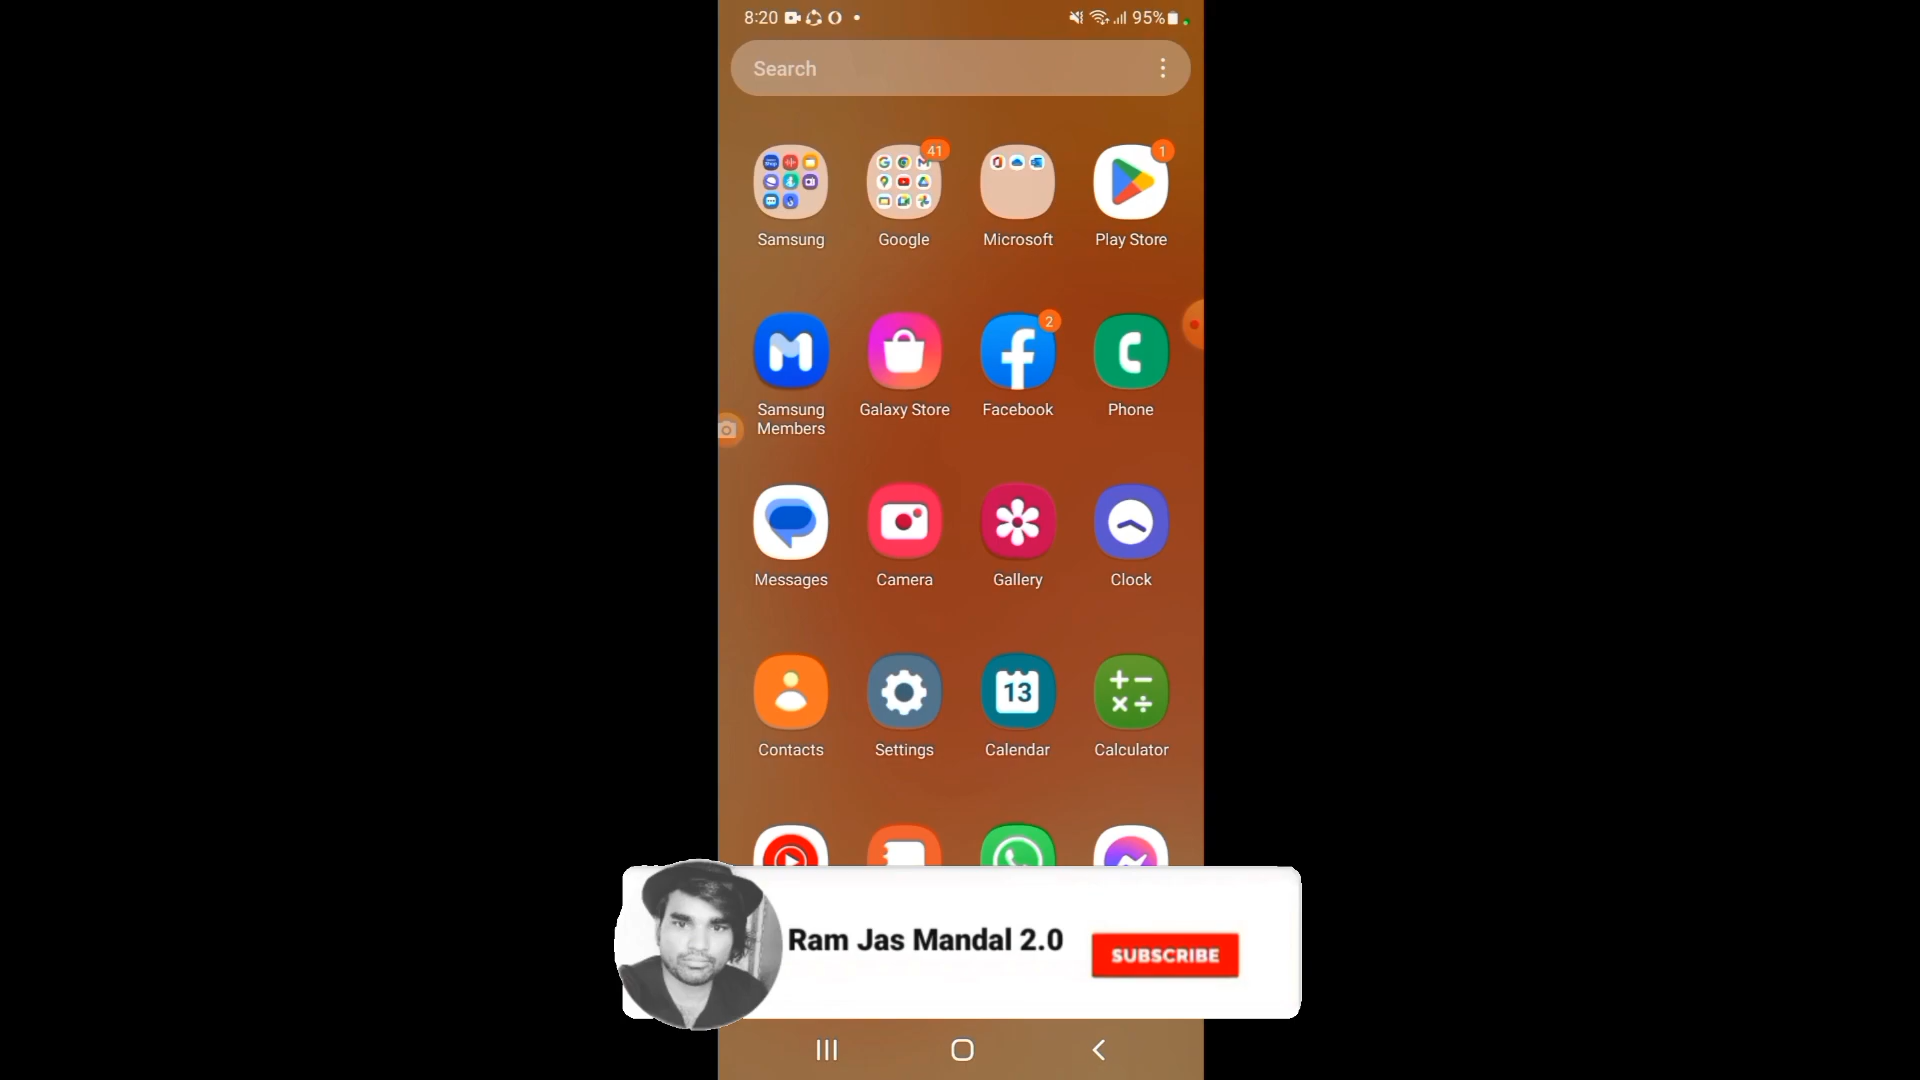 8:20
95%
Search
41
1
Samsung
Google
Microsoft
Play Store
2
Samsung
Members
Galaxy Store
Facebook
Phone
Messages
Camera
Gallery
Clock
13
Contacts
Settings
Calendar
Calculator
Ram Jas Mandal 2.0
SUBSCRIBE